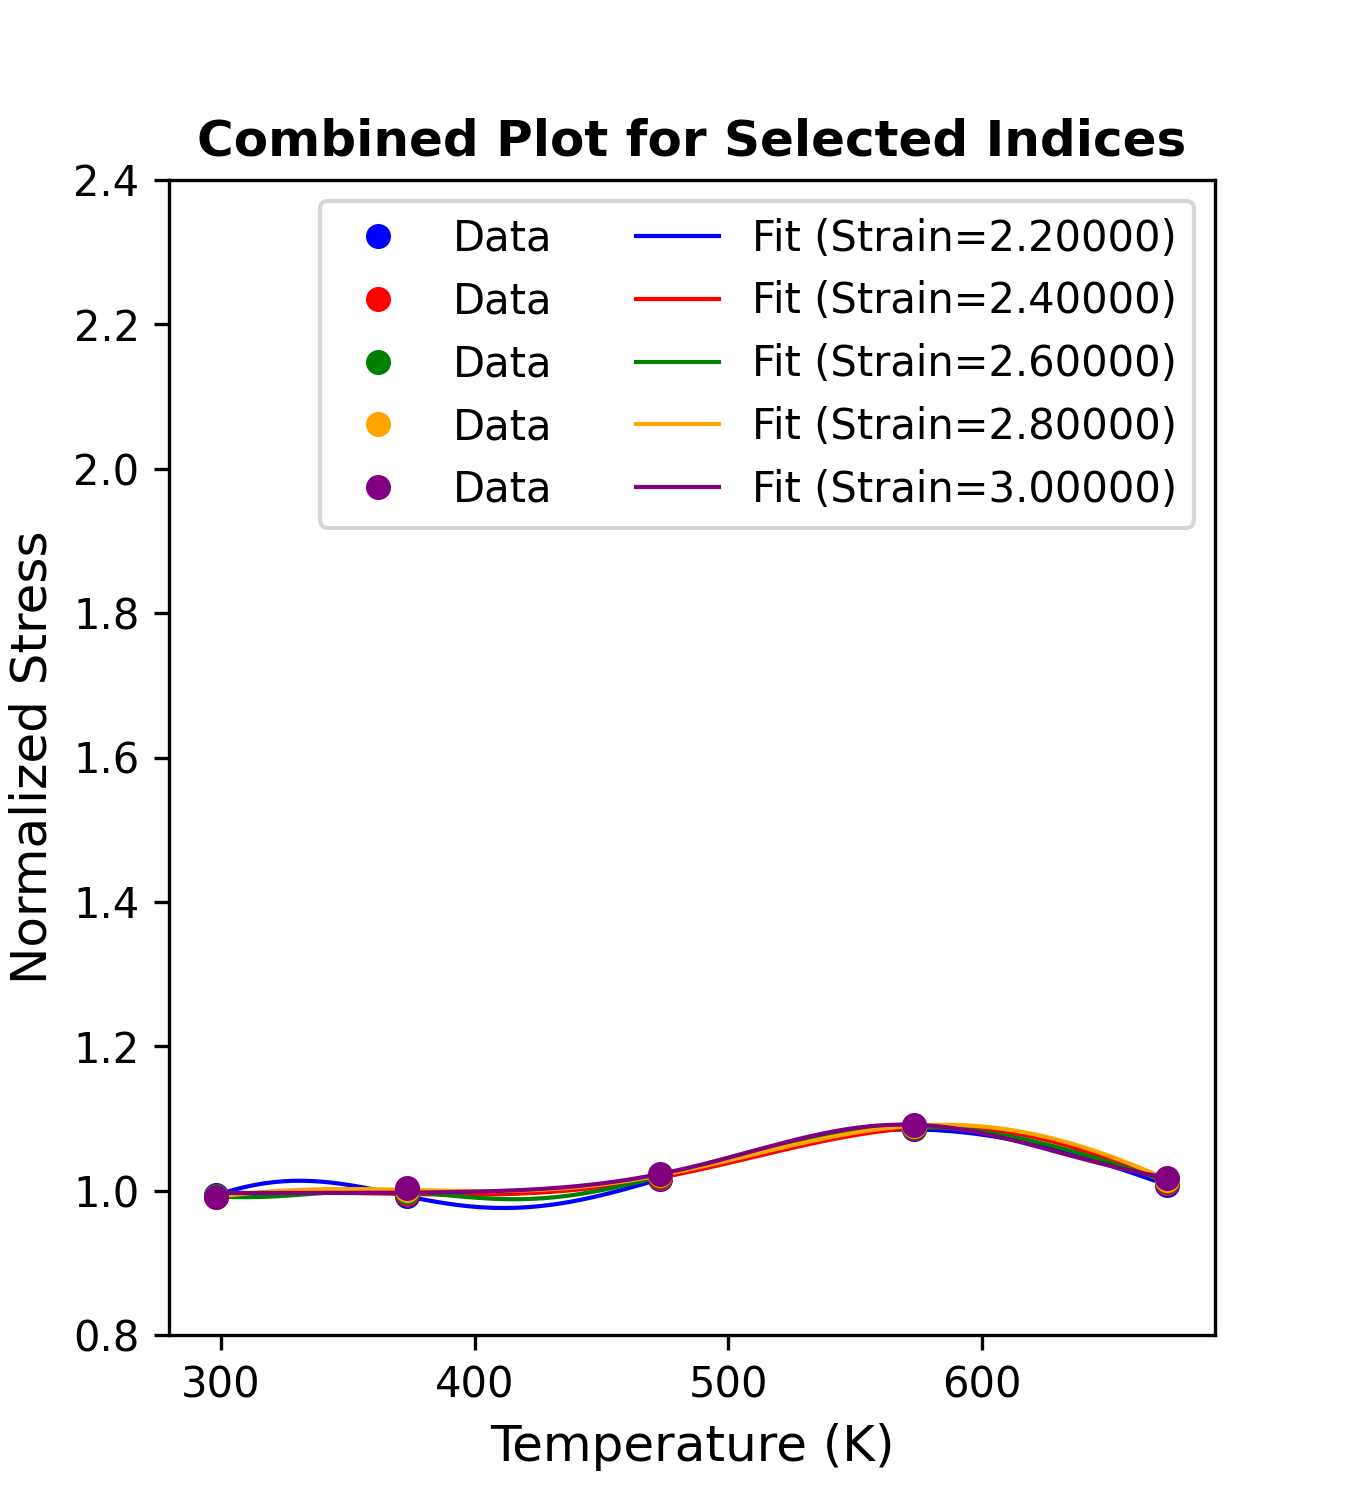 Combined Plot for Selected Indices
2.4
2.2
2.0
1.8
1.6
1.4
1.2
1.0
0.8
Normalized Stress
Data Fit (Strain=2.20000)
Data Fit (Strain=2.40000)
Data Fit (Strain=2.60000)
Data Fit (Strain=2.80000)
Data Fit (Strain=3.00000)
300 400 500 600
Temperature (K)